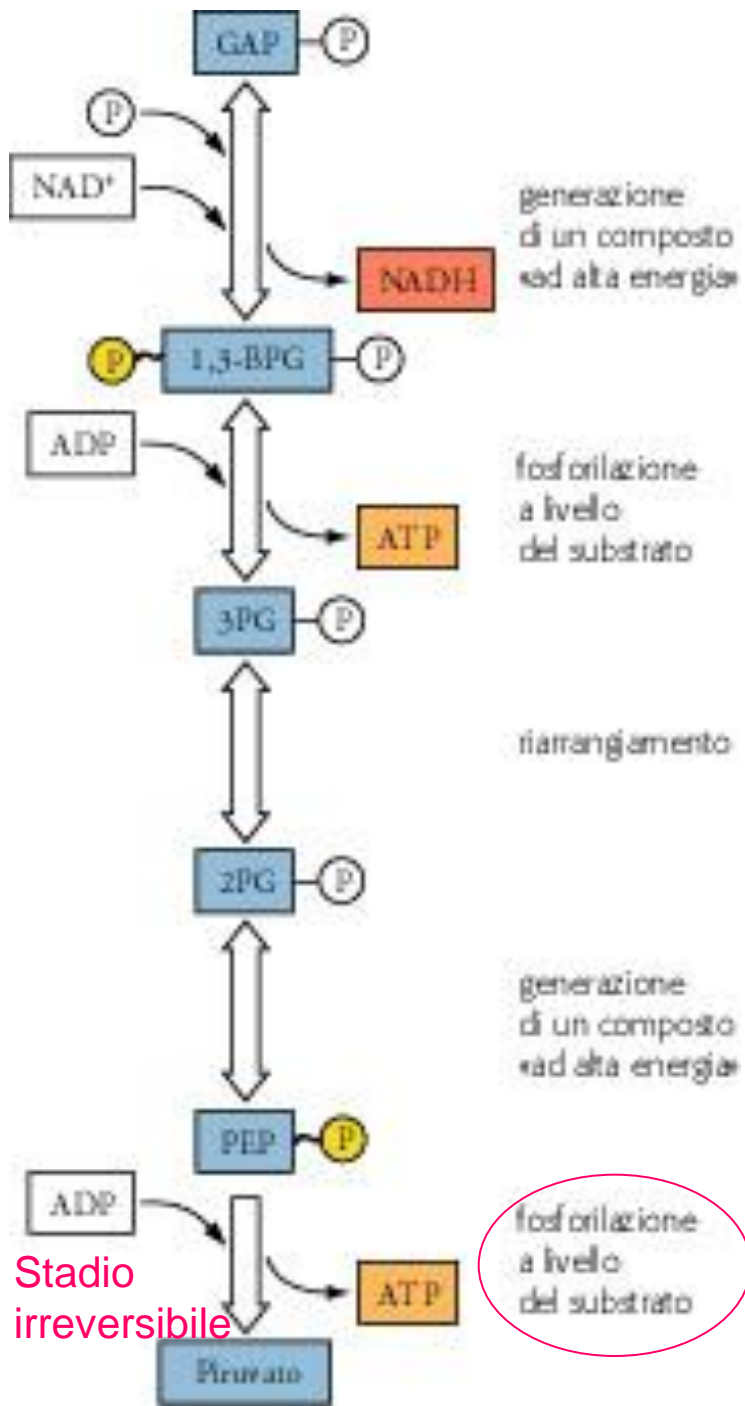 GAP P
P
NAD⁺
NADH
generazione
di un composto
«ad alta energia»
P 1,3-BPG P
ADP
ATP
fosforilazione
a livello
del substrato
3PG P
riarrangiamento
2PG P
generazione
di un composto
«ad alta energia»
PEP P
ADP
ATP
fosforilazione
a livello
del substrato
Stadio
irreversibile
Piruvato